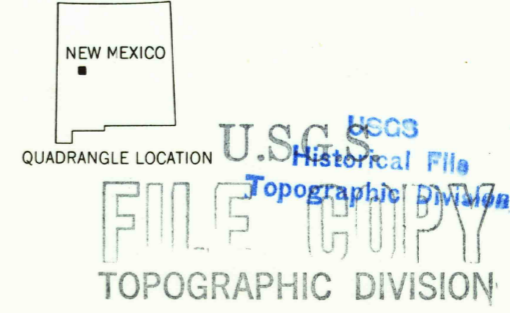 NEW MEXICO
QUADRANGLE LOCATION
U.S.G.S.
FILE COPY
TOPOGRAPHIC DIVISION
USGS
Historical File
Topographic Division